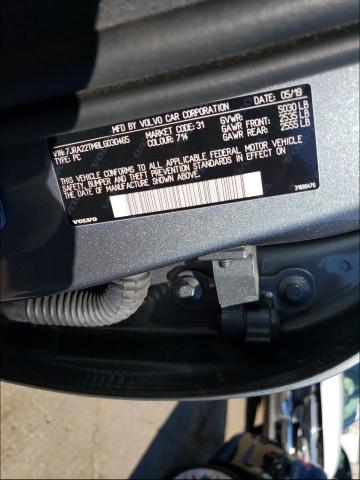 MFD. BY VOLVO CAR CORPORATION DATE: 05/19
VIN: 7JRA22TM8LG030465 MARKET CODE: 31 GVWR: 5030 LB
TYPE: PC COLOUR: 714 GAWR FRONT: 2535 LB
GAWR REAR: 2555 LB
THIS VEHICLE CONFORMS TO ALL APPLICABLE FEDERAL MOTOR VEHICLE
SAFETY, BUMPER AND THEFT PREVENTION STANDARDS IN EFFECT ON THE
DATE OF MANUFACTURE SHOWN ABOVE.
VOLVO